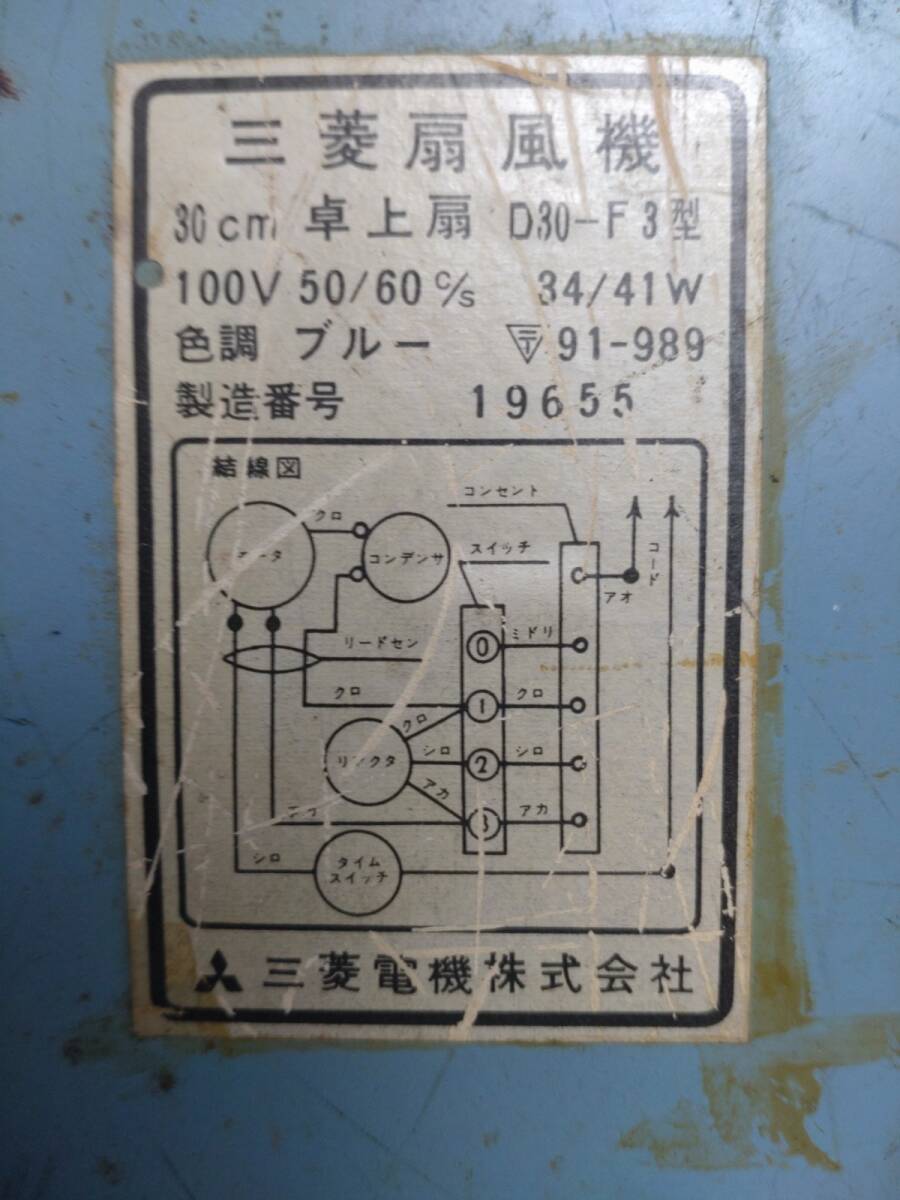 三菱扇風機
30cm 卓上扇 D30-F3型
100V 50/60 c/s 34/41W
色調 ブルー 〒91-989
製造番号 19655
結線図
コンセント
クロ
コンデンサ
スイッチ
コード
アオ
ミドリ
0
リードセン
クロ
1
クロ
クロ
リアクタ
シロ
2
シロ
アカ
3
アカ
シロ
タイム
スイッチ
三菱電機株式会社